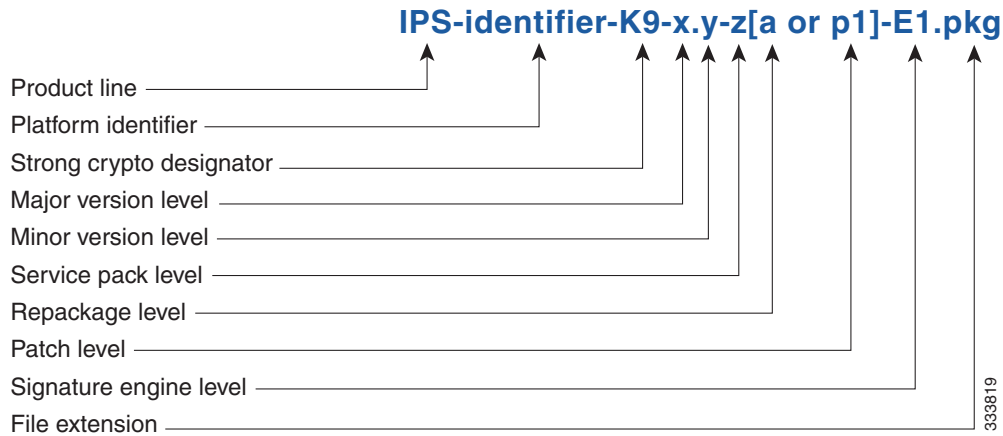 IPS-identifier-K9-x.y-z[a or p1]-E1.pkg
Product line
Platform identifier
Strong crypto designator
Major version level
Minor version level
Service pack level
Repackage level
Patch level
Signature engine level
File extension
333819